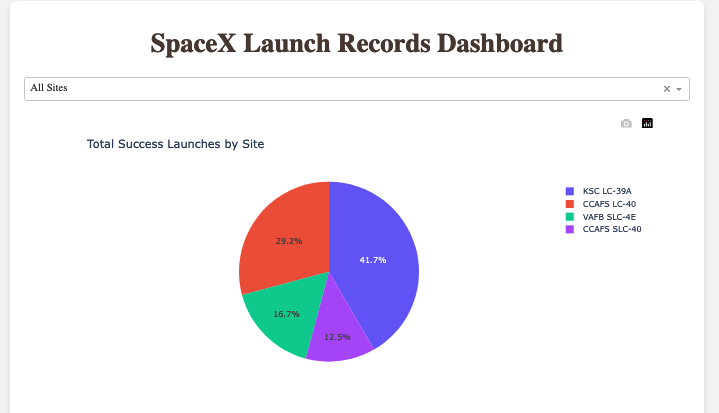 SpaceX Launch Records Dashboard
All Sites
Total Success Launches by Site
KSC LC-39A
CCAFS LC-40
VAFB SLC-4E
CCAFS SLC-40
29.2%
41.7%
16.7%
12.5%